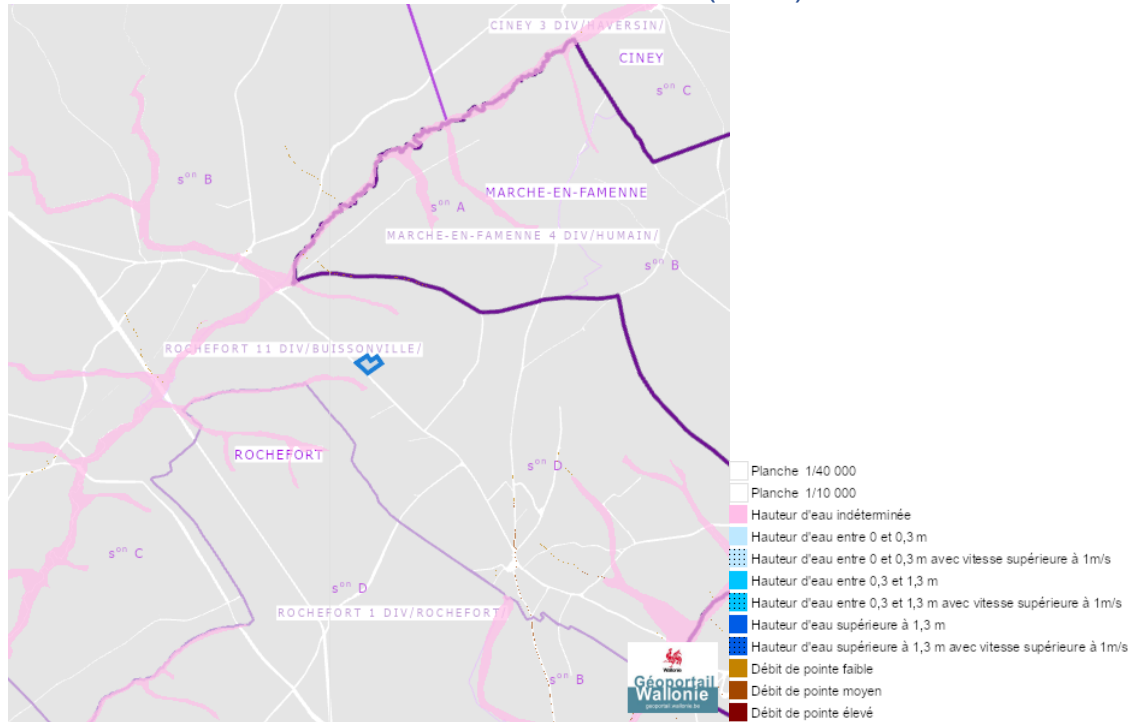 CINEY 3 DIV/HAVERSIN/
CINEY
sᵒⁿ C
sᵒⁿ B
MARCHE-EN-FAMENNE
sᵒⁿ A
MARCHE-EN-FAMENNE 4 DIV/HUMAIN/
sᵒⁿ B
ROCHEFORT 11 DIV/BUISSONVILLE/
ROCHEFORT
sᵒⁿ D
sᵒⁿ C
sᵒⁿ D
ROCHEFORT 1 DIV/ROCHEFORT/
sᵒⁿ B
Wallonie
Géoportail
Wallonie
geoportail.wallonie.be
Planche 1/40 000
Planche 1/10 000
Hauteur d'eau indéterminée
Hauteur d'eau entre 0 et 0,3 m
Hauteur d'eau entre 0 et 0,3 m avec vitesse supérieure à 1m/s
Hauteur d'eau entre 0,3 et 1,3 m
Hauteur d'eau entre 0,3 et 1,3 m avec vitesse supérieure à 1m/s
Hauteur d'eau supérieure à 1,3 m
Hauteur d'eau supérieure à 1,3 m avec vitesse supérieure à 1m/s
Débit de pointe faible
Débit de pointe moyen
Débit de pointe élevé